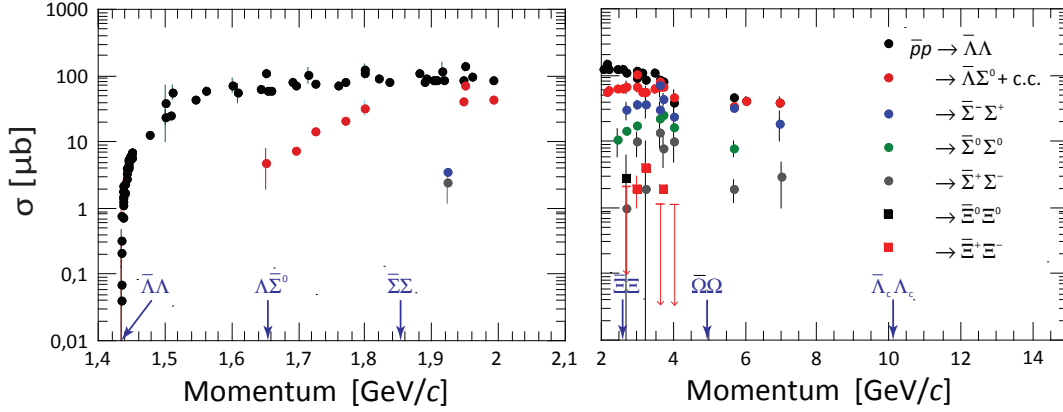 σ [μb]
1000
100
10
1
0,1
0,01
Λ̅Λ
ΛΣ̅⁰
Σ̅Σ
1,4 1,5 1,6 1,7 1,8 1,9 2 2,1
Momentum [GeV/c]
p̅p → Λ̅Λ
→ Λ̅Σ⁰ + c.c.
→ Σ̅⁻Σ⁺
→ Σ̅⁰Σ⁰
→ Σ̅⁺Σ⁻
→ Ξ̅⁰Ξ⁰
→ Ξ̅⁺Ξ⁻
Ξ̅Ξ
Ω̅Ω
Λ̅cΛc
2 4 6 8 10 12 14
Momentum [GeV/c]